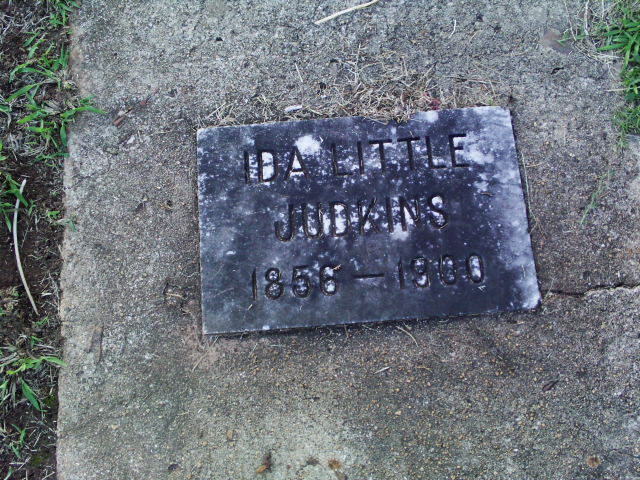 IDA LITTLE
JUDKINS
1856 — 1900